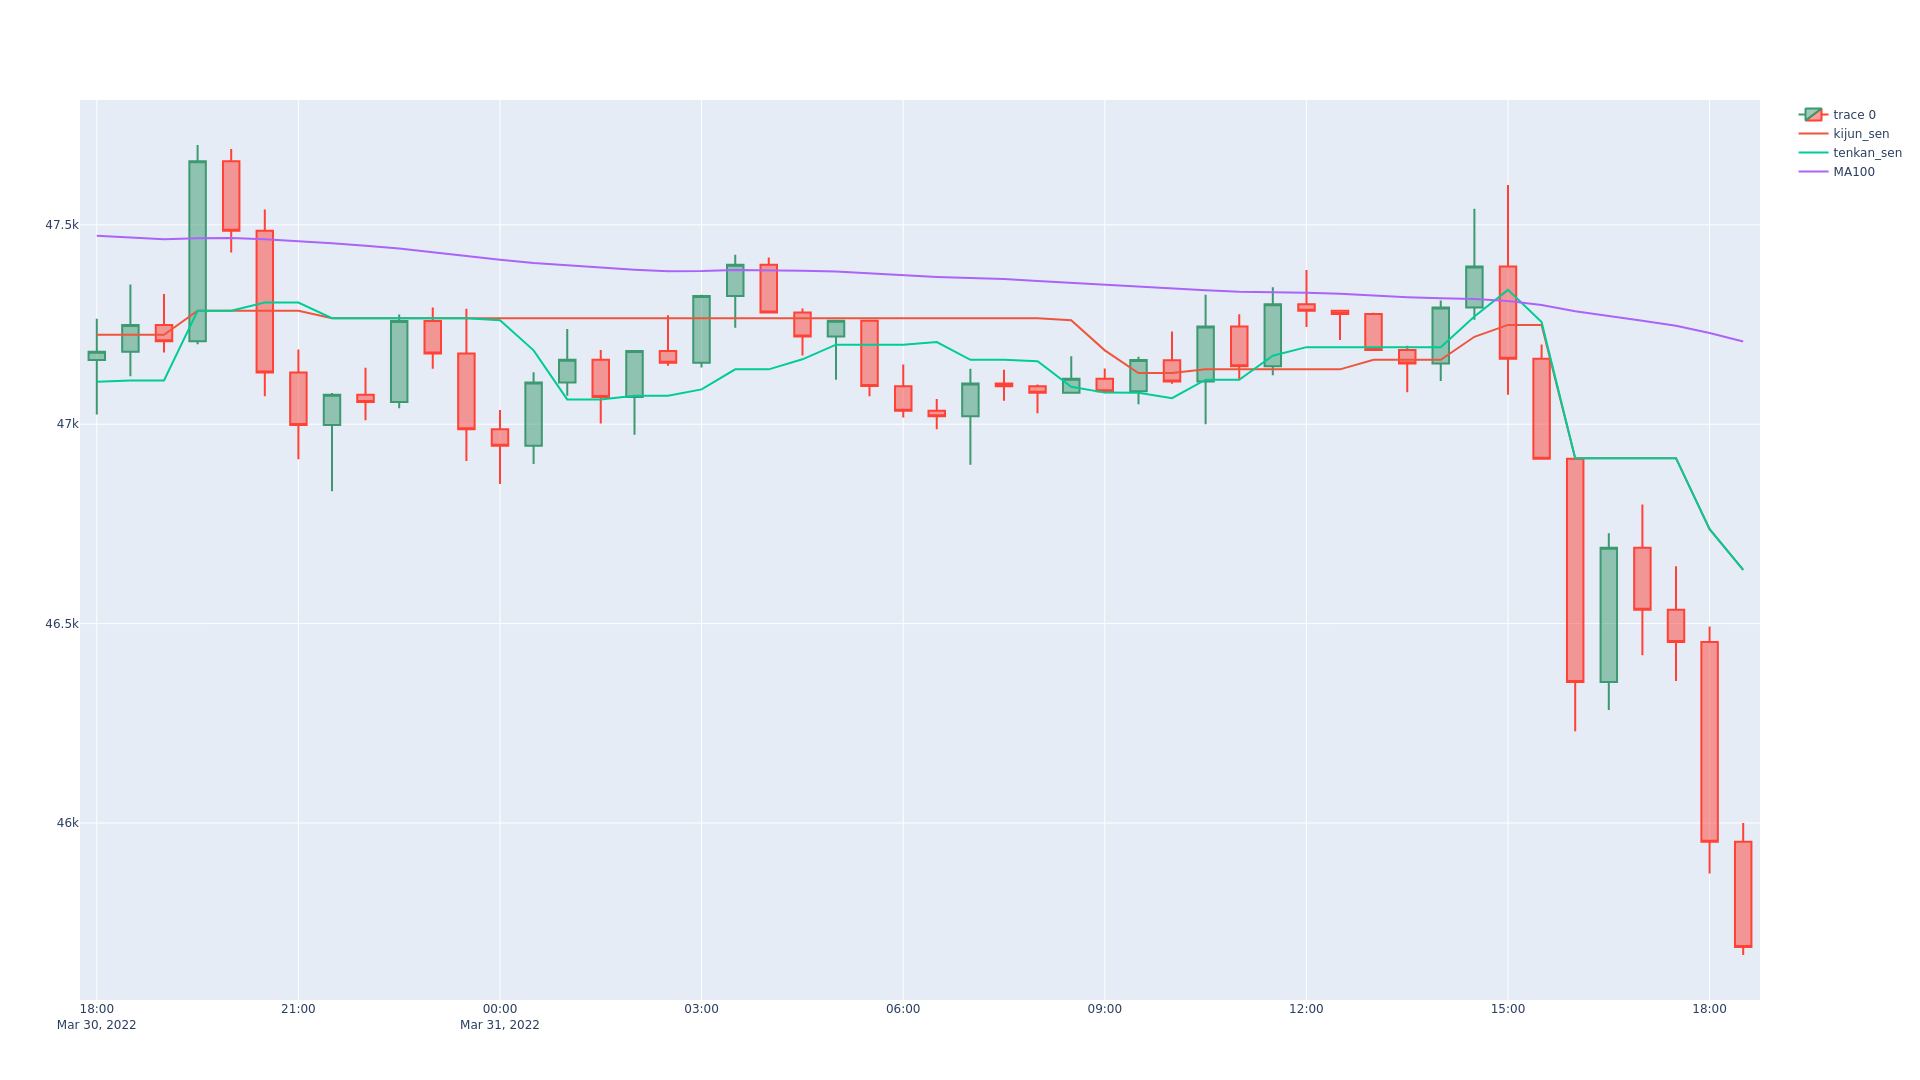 trace 0
kijun_sen
tenkan_sen
MA100
47.5k
47k
46.5k
46k
18:00 21:00 00:00 03:00 06:00 09:00 12:00 15:00 18:00
Mar 30, 2022 Mar 31, 2022